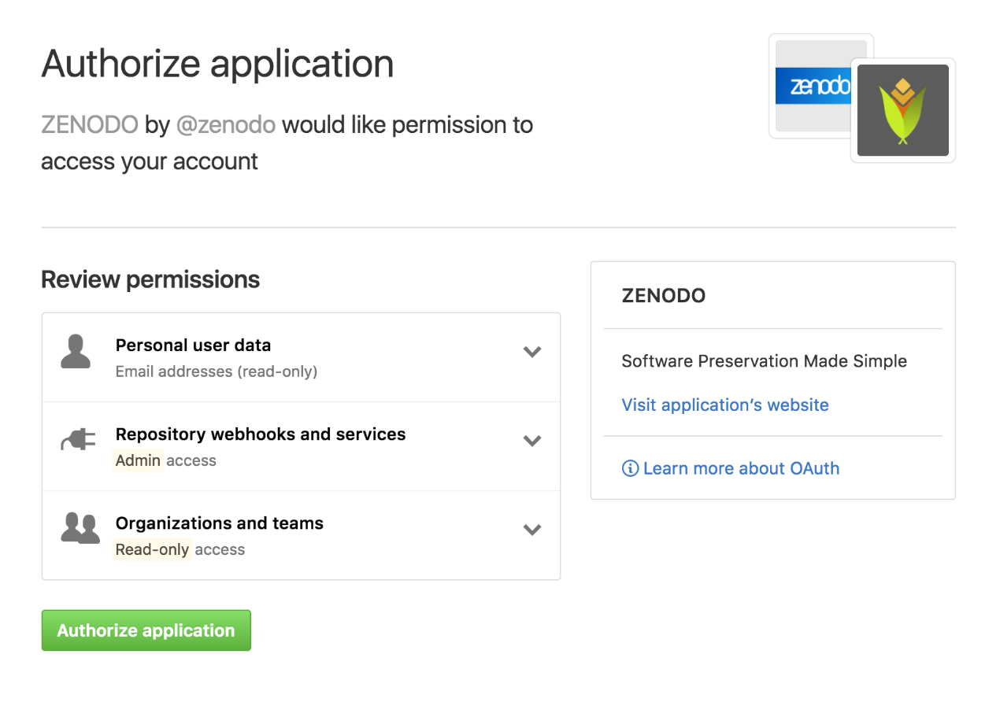 Authorize application
ZENODO by @zenodo would like permission to
access your account
zenodo
Review permissions
Personal user data
Email addresses (read-only)
Repository webhooks and services
Admin access
Organizations and teams
Read-only access
Authorize application
ZENODO
Software Preservation Made Simple
Visit application’s website
Learn more about OAuth